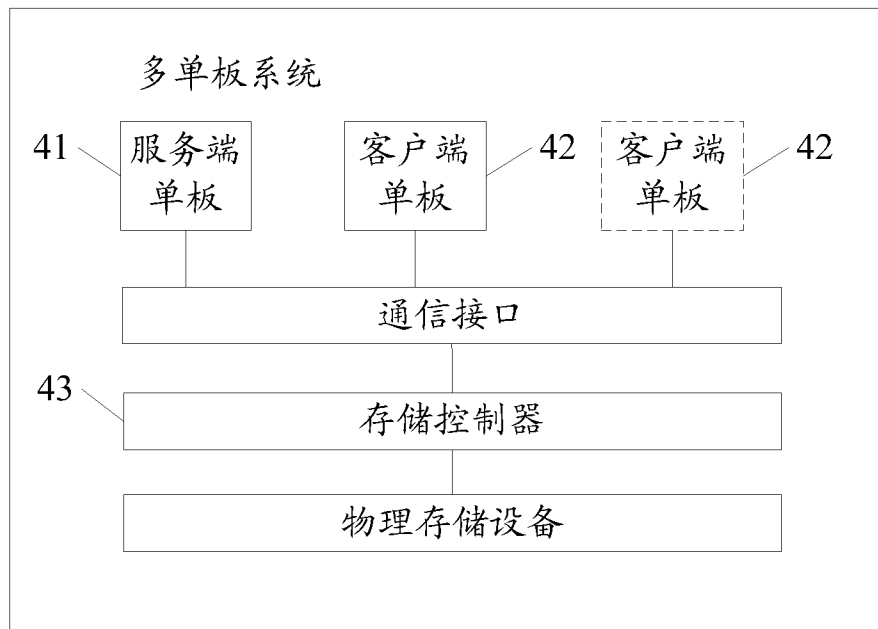 多单板系统
41
服务端
单板
客户端
单板
42
客户端
单板
42
通信接口
43
存储控制器
物理存储设备